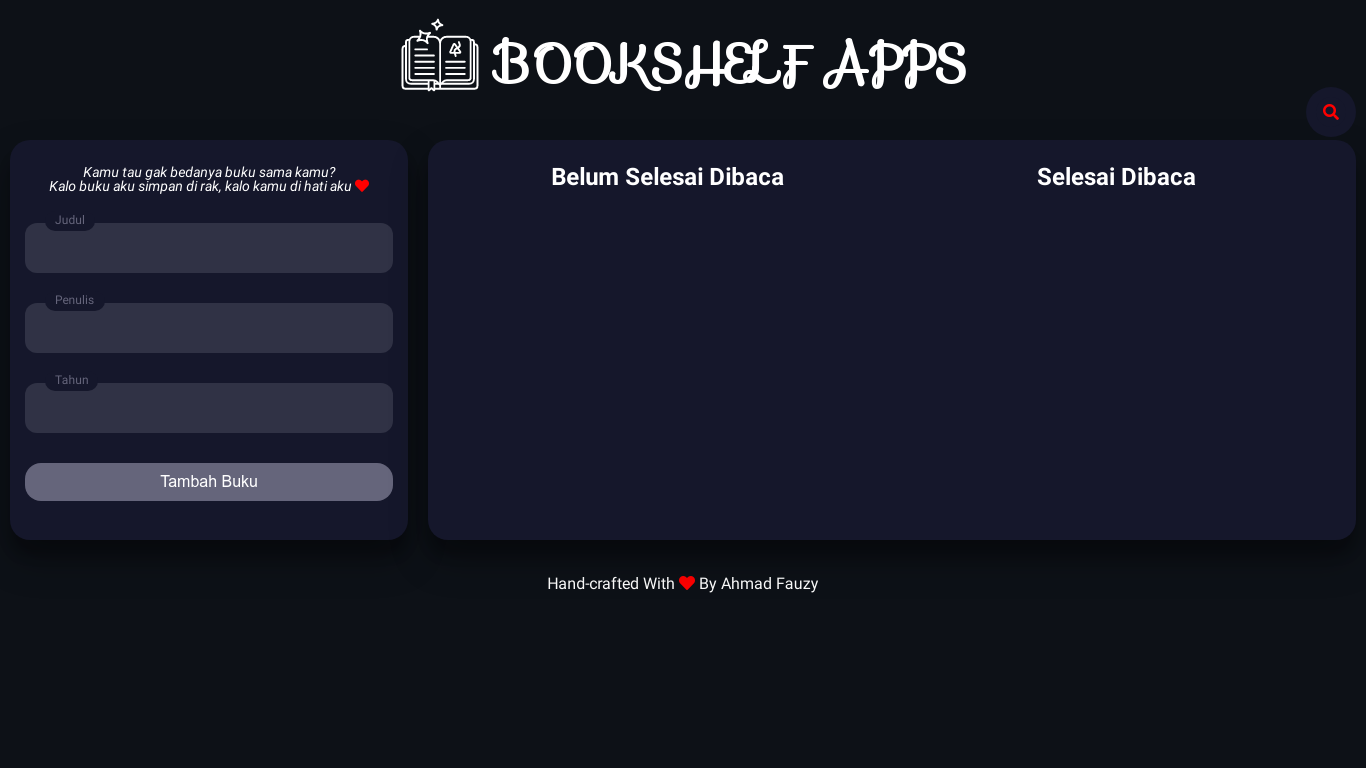 BOOKSHELF APPS
Kamu tau gak bedanya buku sama kamu?
Kalo buku aku simpan di rak, kalo kamu di hati aku
Judul
Penulis
Tahun
Tambah Buku
Belum Selesai Dibaca
Selesai Dibaca
Hand-crafted With By Ahmad Fauzy